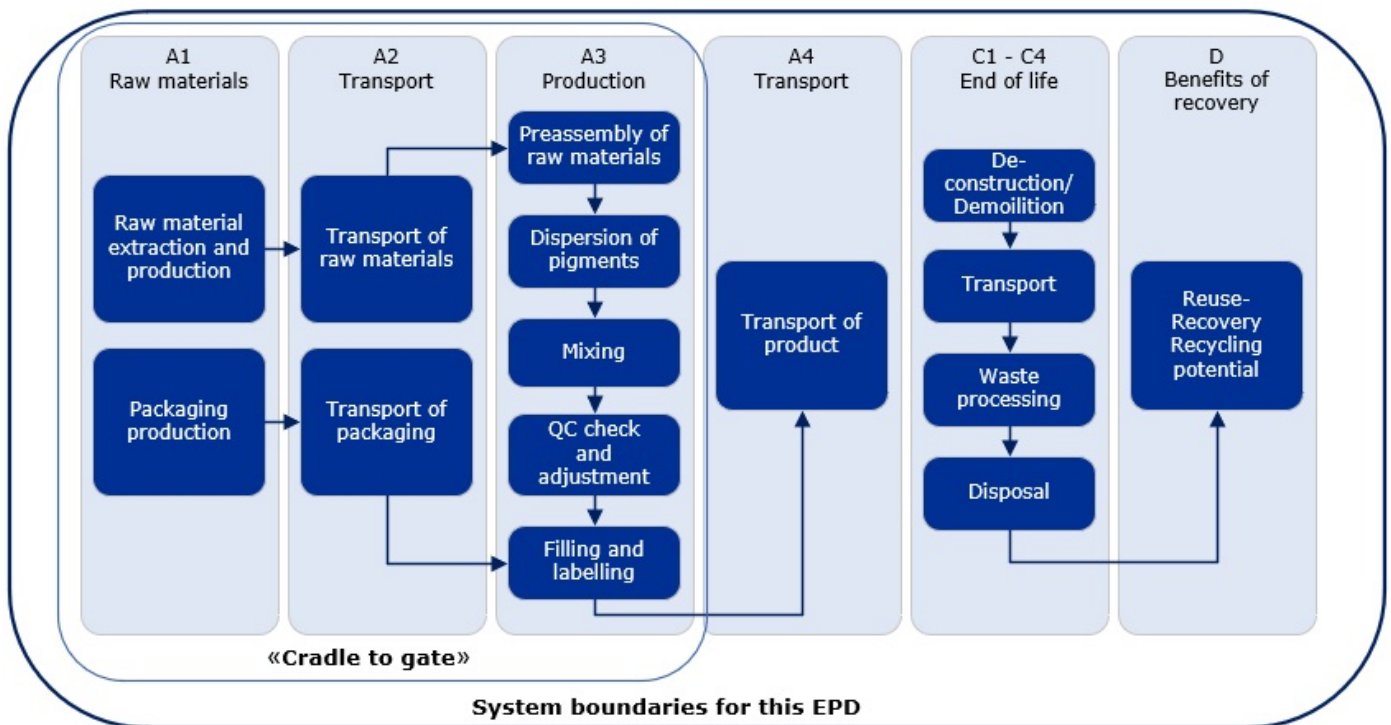 A1
Raw materials
A2
Transport
A3
Production
A4
Transport
C1 - C4
End of life
D
Benefits of
recovery
Raw material
extraction and
production
Packaging
production
Transport of
raw materials
Transport of
packaging
Preassembly of
raw materials
Dispersion of
pigments
Mixing
QC check
and
adjustment
Filling and
labelling
Transport of
product
De-
construction/
Demoilition
Transport
Waste
processing
Disposal
Reuse-
Recovery
Recycling
potential
«Cradle to gate»
System boundaries for this EPD